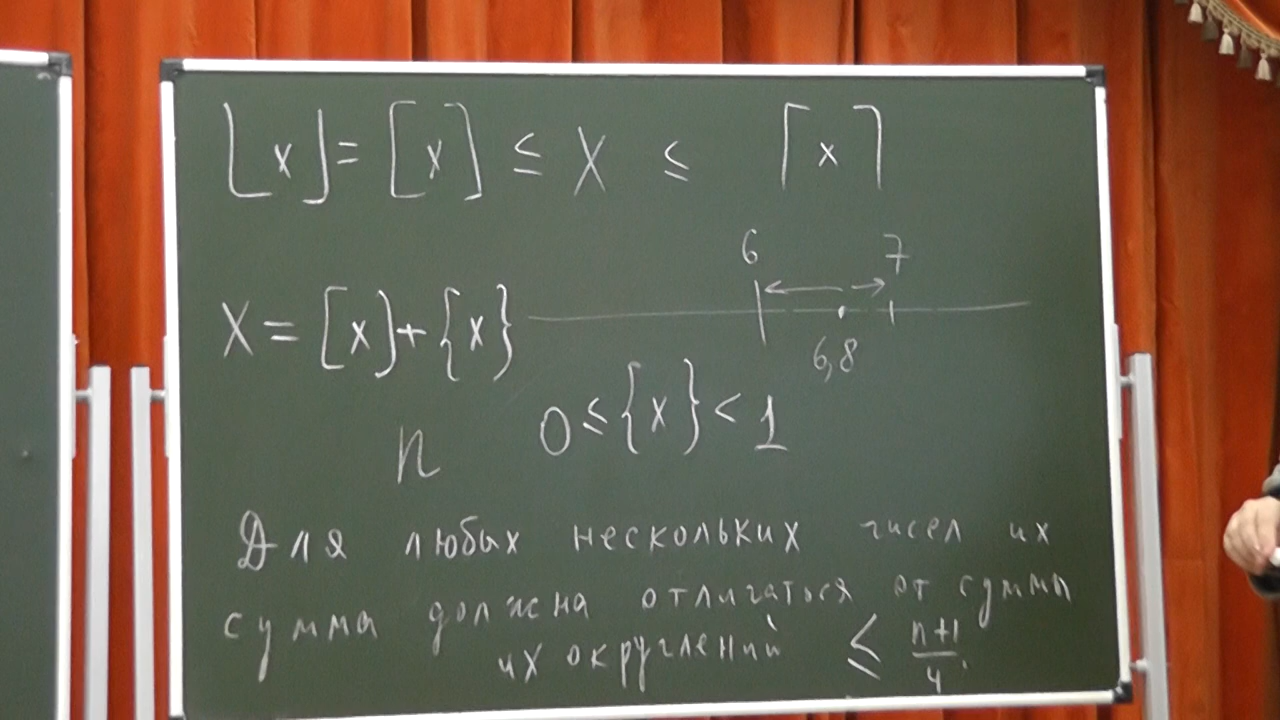 ⌊x⌋ = [x] ≤ X ≤ ⌈x⌉
6 7
X = [x] + {x}
6,8
n 0 ≤ {x} < 1
Для любых нескольких чисел их
сумма должна отличаться от суммы
их округлений ≤ (n+1)/4.